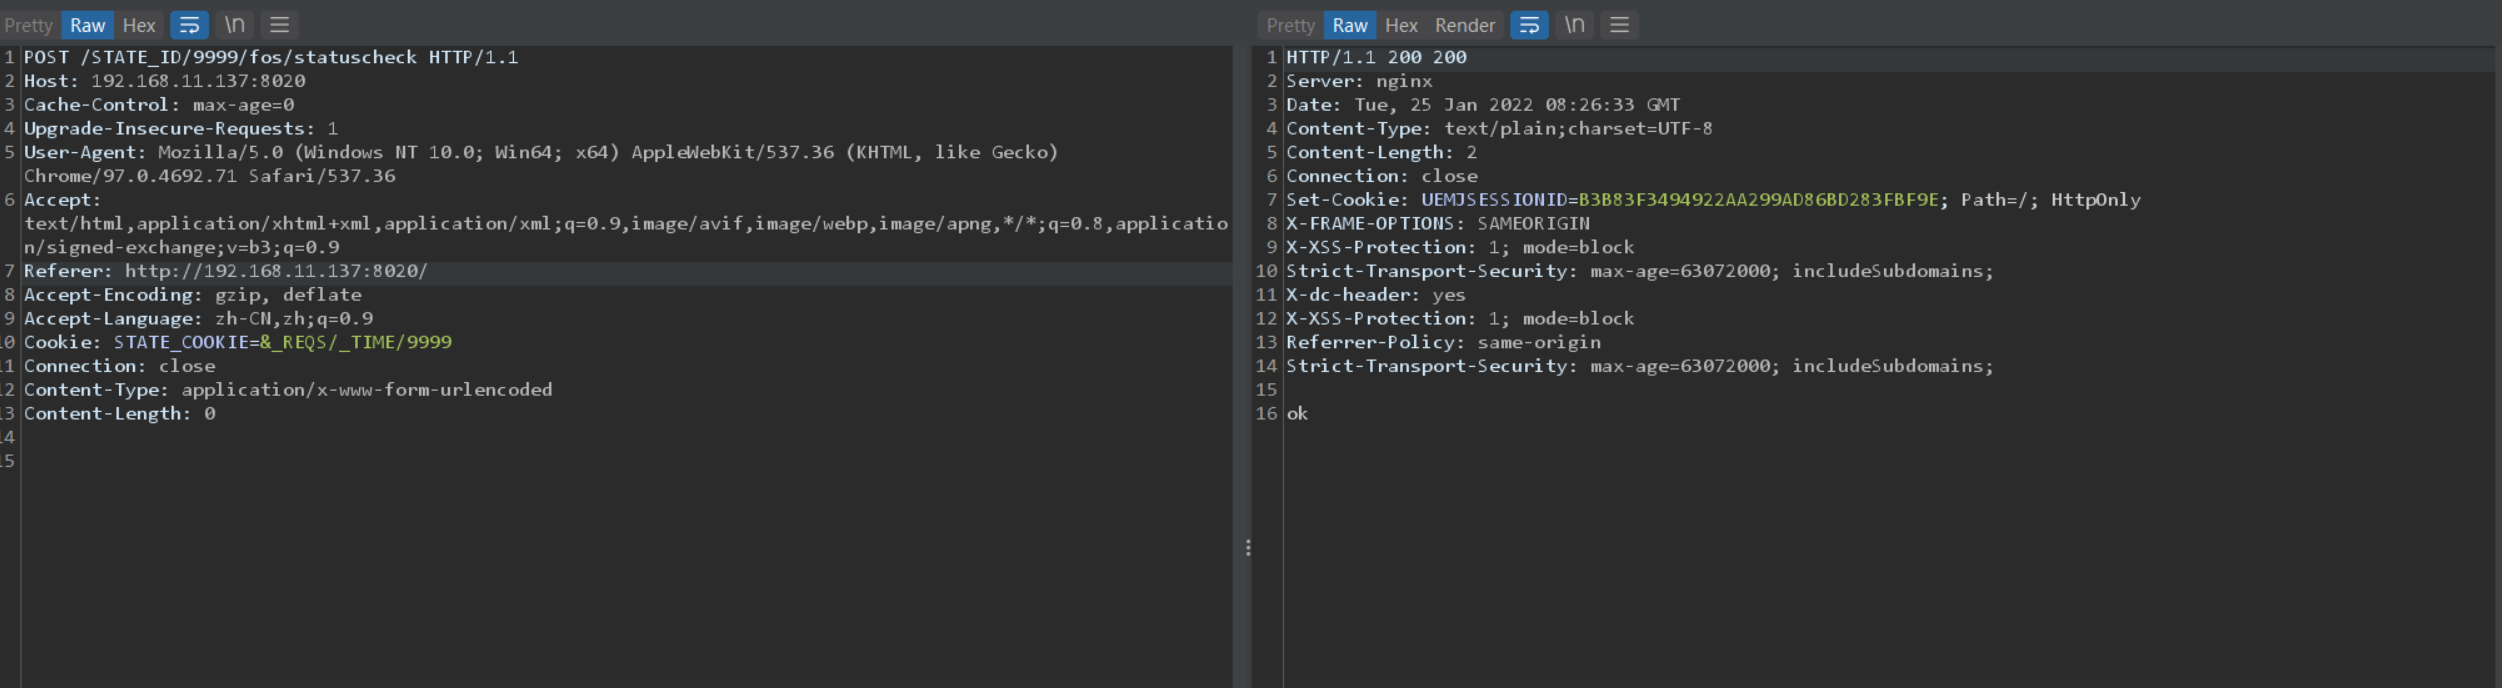 Pretty Raw Hex \n
1 POST /STATE_ID/9999/fos/statuscheck HTTP/1.1
2 Host: 192.168.11.137:8020
3 Cache-Control: max-age=0
4 Upgrade-Insecure-Requests: 1
5 User-Agent: Mozilla/5.0 (Windows NT 10.0; Win64; x64) AppleWebKit/537.36 (KHTML, like Gecko)
Chrome/97.0.4692.71 Safari/537.36
6 Accept:
text/html,application/xhtml+xml,application/xml;q=0.9,image/avif,image/webp,image/apng,*/*;q=0.8,applicatio
n/signed-exchange;v=b3;q=0.9
7 Referer: http://192.168.11.137:8020/
8 Accept-Encoding: gzip, deflate
9 Accept-Language: zh-CN,zh;q=0.9
10 Cookie: STATE_COOKIE=&_REQS/_TIME/9999
11 Connection: close
12 Content-Type: application/x-www-form-urlencoded
13 Content-Length: 0
14
15
Pretty Raw Hex Render \n
1 HTTP/1.1 200 200
2 Server: nginx
3 Date: Tue, 25 Jan 2022 08:26:33 GMT
4 Content-Type: text/plain;charset=UTF-8
5 Content-Length: 2
6 Connection: close
7 Set-Cookie: UEMJSESSIONID=B3B83F3494922AA299AD86BD283FBF9E; Path=/; HttpOnly
8 X-FRAME-OPTIONS: SAMEORIGIN
9 X-XSS-Protection: 1; mode=block
10 Strict-Transport-Security: max-age=63072000; includeSubdomains;
11 X-dc-header: yes
12 X-XSS-Protection: 1; mode=block
13 Referrer-Policy: same-origin
14 Strict-Transport-Security: max-age=63072000; includeSubdomains;
15
16 ok